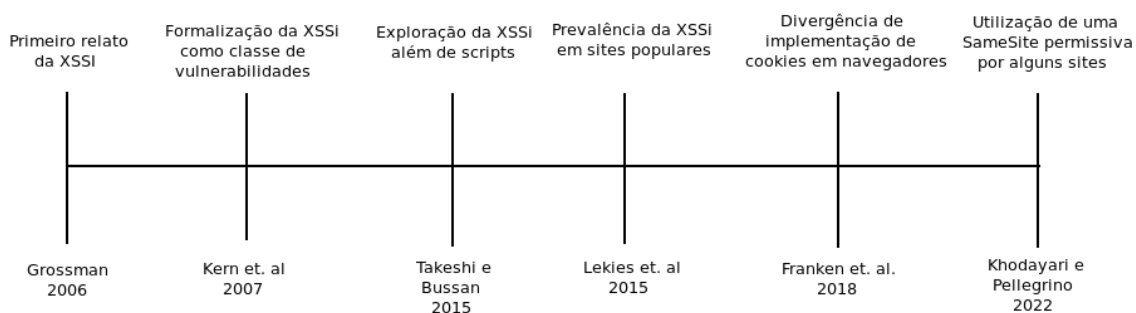 Primeiro relato
da XSSI
Formalização da XSSi
como classe de
vulnerabilidades
Exploração da XSSi
além de scripts
Prevalência da XSSi
em sites populares
Divergência de
implementação de
cookies em navegadores
Utilização de uma
SameSite permissiva
por alguns sites
Grossman
2006
Kern et. al
2007
Takeshi e
Bussan
2015
Lekies et. al
2015
Franken et. al.
2018
Khodayari e
Pellegrino
2022